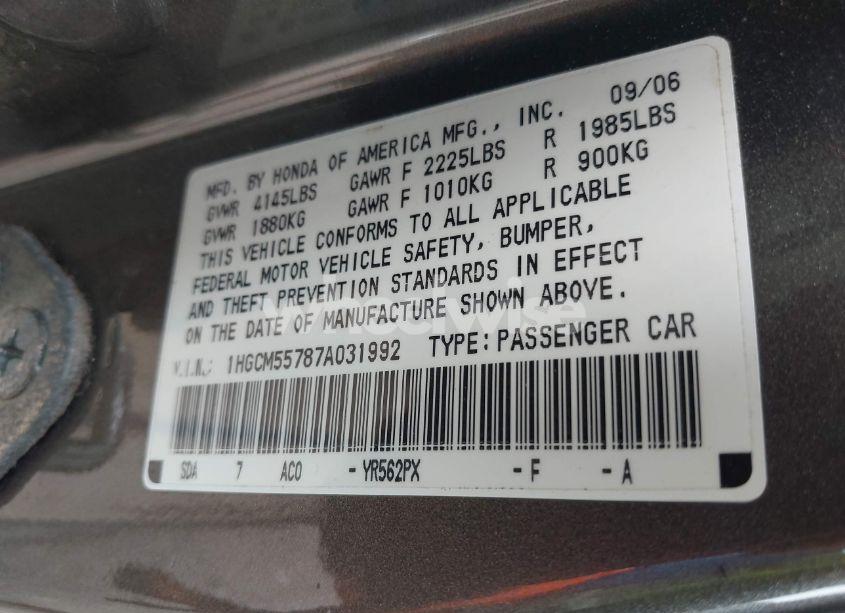 MFD. BY HONDA OF AMERICA MFG., INC. 09/06
GVWR 4145LBS GAWR F 2225LBS R 1985LBS
GVWR 1880KG GAWR F 1010KG R 900KG
THIS VEHICLE CONFORMS TO ALL APPLICABLE
FEDERAL MOTOR VEHICLE SAFETY, BUMPER,
AND THEFT PREVENTION STANDARDS IN EFFECT
ON THE DATE OF MANUFACTURE SHOWN ABOVE.
V.I.N.: 1HGCM55787A031992 TYPE: PASSENGER CAR
SDA 7 AC0 - YR562PX - F - A